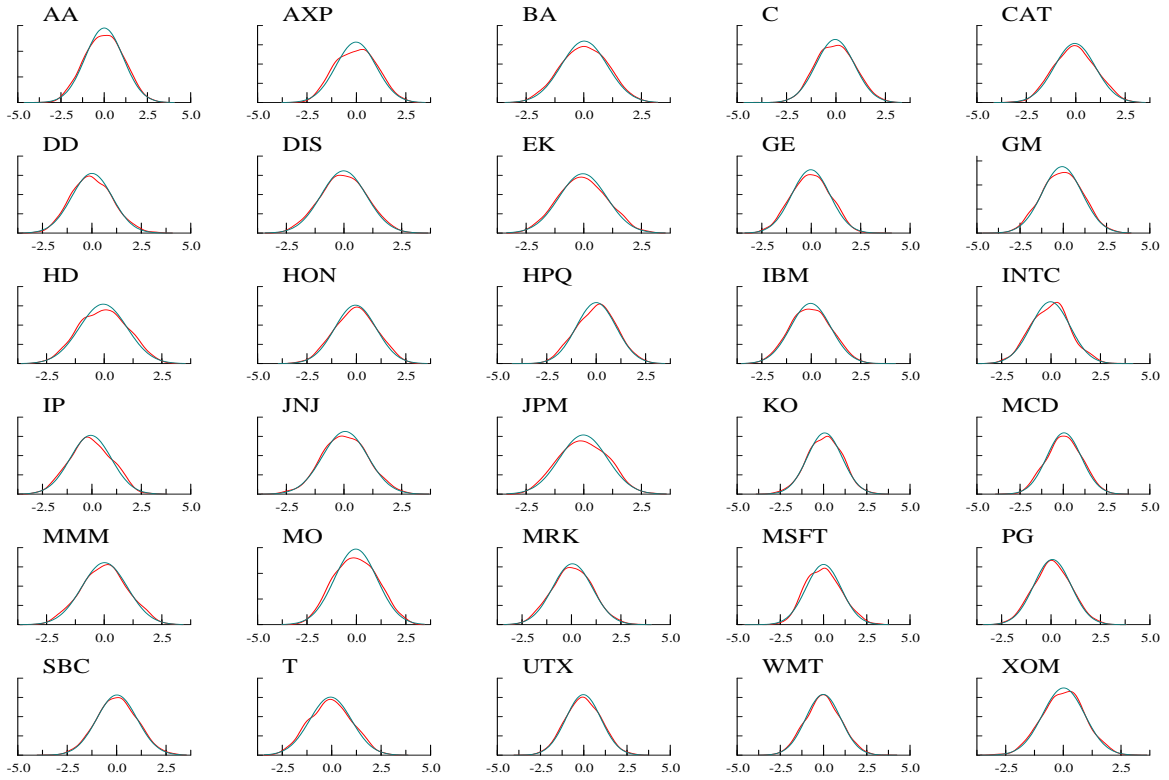 AA AXP BA C CAT
-5.0 -2.5 0.0 2.5 5.0 -2.5 0.0 2.5 -2.5 0.0 2.5 -5.0 -2.5 0.0 2.5 5.0 -2.5 0.0 2.5
DD DIS EK GE GM
-2.5 0.0 2.5 5.0 -2.5 0.0 2.5 -2.5 0.0 2.5 -2.5 0.0 2.5 5.0 -5.0 -2.5 0.0 2.5 5.0
HD HON HPQ IBM INTC
-2.5 0.0 2.5 -5.0 -2.5 0.0 2.5 -5.0 -2.5 0.0 2.5 -2.5 0.0 2.5 5.0 -2.5 0.0 2.5 5.0
IP JNJ JPM KO MCD
-2.5 0.0 2.5 5.0 -2.5 0.0 2.5 -2.5 0.0 2.5 -5.0 -2.5 0.0 2.5 5.0 -5.0 -2.5 0.0 2.5 5.0
MMM MO MRK MSFT PG
-2.5 0.0 2.5 -5.0 -2.5 0.0 2.5 -2.5 0.0 2.5 5.0 -5.0 -2.5 0.0 2.5 5.0 -2.5 0.0 2.5 5.0
SBC T UTX WMT XOM
-5.0 -2.5 0.0 2.5 -2.5 0.0 2.5 -5.0 -2.5 0.0 2.5 5.0 -5.0 -2.5 0.0 2.5 5.0 -5.0 -2.5 0.0 2.5 5.0